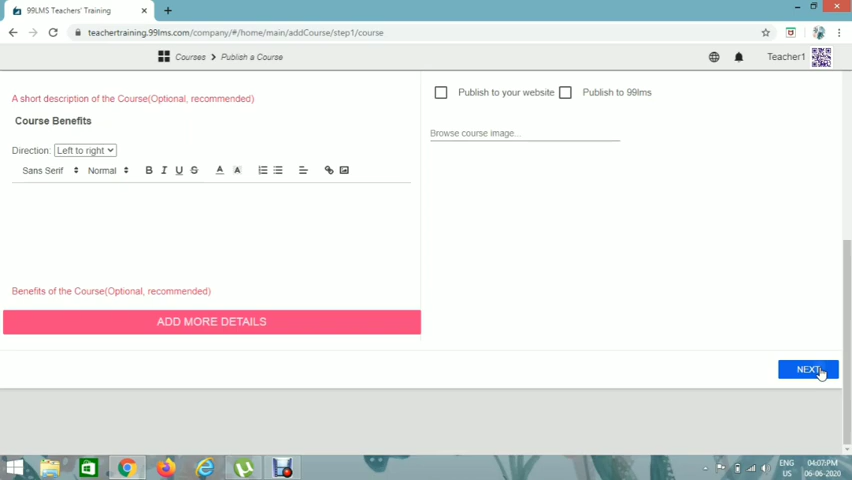 99LMS Teachers' Training
teachertraining.99lms.com/company/#/home/main/addCourse/step1/course
Courses > Publish a Course
Teacher1
A short description of the Course(Optional, recommended)
Course Benefits
Direction: Left to right
Sans Serif Normal B I U S A A
Benefits of the Course(Optional, recommended)
ADD MORE DETAILS
Publish to your website Publish to 99lms
Browse course image...
NEXT
ENG 04:07:PM
US 06-06-2020